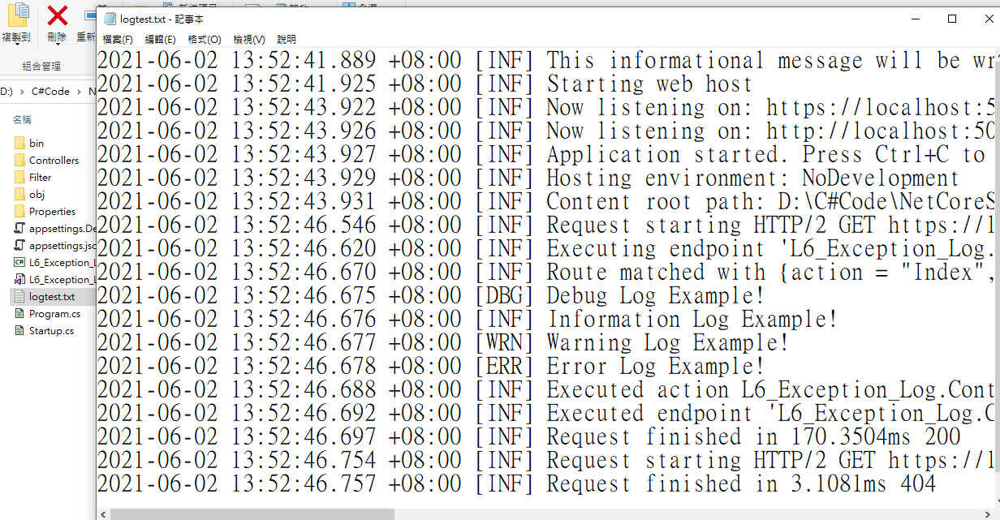 複製到
刪除
重新
組合管理
D:) › C#Code › N
名稱
bin
Controllers
Filter
obj
Properties
appsettings.De
appsettings.jsc
L6_Exception_L
L6_Exception_L
logtest.txt
Program.cs
Startup.cs
logtest.txt - 記事本
檔案(F) 編輯(E) 格式(O) 檢視(V) 說明
2021-06-02 13:52:41.889 +08:00 [INF] This informational message will be wr
2021-06-02 13:52:41.925 +08:00 [INF] Starting web host
2021-06-02 13:52:43.922 +08:00 [INF] Now listening on: https://localhost:5
2021-06-02 13:52:43.926 +08:00 [INF] Now listening on: http://localhost:50
2021-06-02 13:52:43.927 +08:00 [INF] Application started. Press Ctrl+C to
2021-06-02 13:52:43.929 +08:00 [INF] Hosting environment: NoDevelopment
2021-06-02 13:52:43.931 +08:00 [INF] Content root path: D:\C#Code\NetCoreS
2021-06-02 13:52:46.546 +08:00 [INF] Request starting HTTP/2 GET https://l
2021-06-02 13:52:46.620 +08:00 [INF] Executing endpoint 'L6_Exception_Log.
2021-06-02 13:52:46.670 +08:00 [INF] Route matched with {action = "Index",
2021-06-02 13:52:46.675 +08:00 [DBG] Debug Log Example!
2021-06-02 13:52:46.676 +08:00 [INF] Information Log Example!
2021-06-02 13:52:46.677 +08:00 [WRN] Warning Log Example!
2021-06-02 13:52:46.678 +08:00 [ERR] Error Log Example!
2021-06-02 13:52:46.688 +08:00 [INF] Executed action L6_Exception_Log.Cont
2021-06-02 13:52:46.692 +08:00 [INF] Executed endpoint 'L6_Exception_Log.C
2021-06-02 13:52:46.697 +08:00 [INF] Request finished in 170.3504ms 200
2021-06-02 13:52:46.754 +08:00 [INF] Request starting HTTP/2 GET https://l
2021-06-02 13:52:46.757 +08:00 [INF] Request finished in 3.1081ms 404